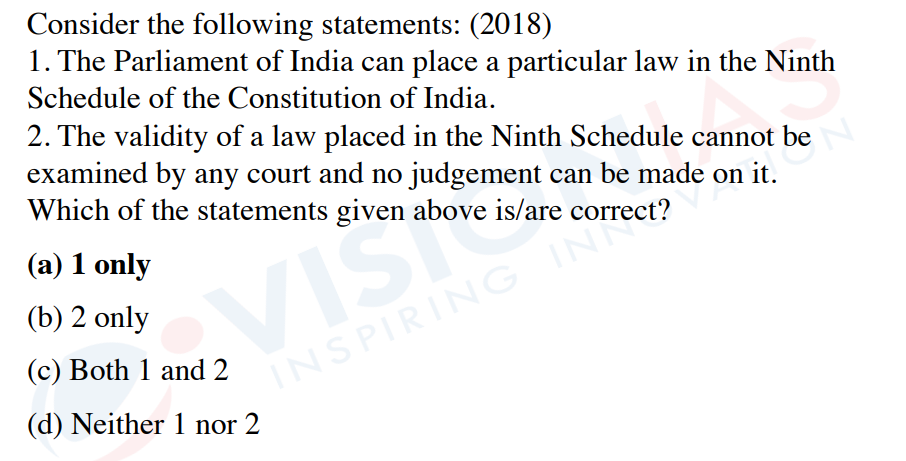 Consider the following statements: (2018)
1. The Parliament of India can place a particular law in the Ninth
Schedule of the Constitution of India.
2. The validity of a law placed in the Ninth Schedule cannot be
examined by any court and no judgement can be made on it.
Which of the statements given above is/are correct?
(a) 1 only
(b) 2 only
(c) Both 1 and 2
(d) Neither 1 nor 2
VISIONIAS
INSPIRING INNOVATION